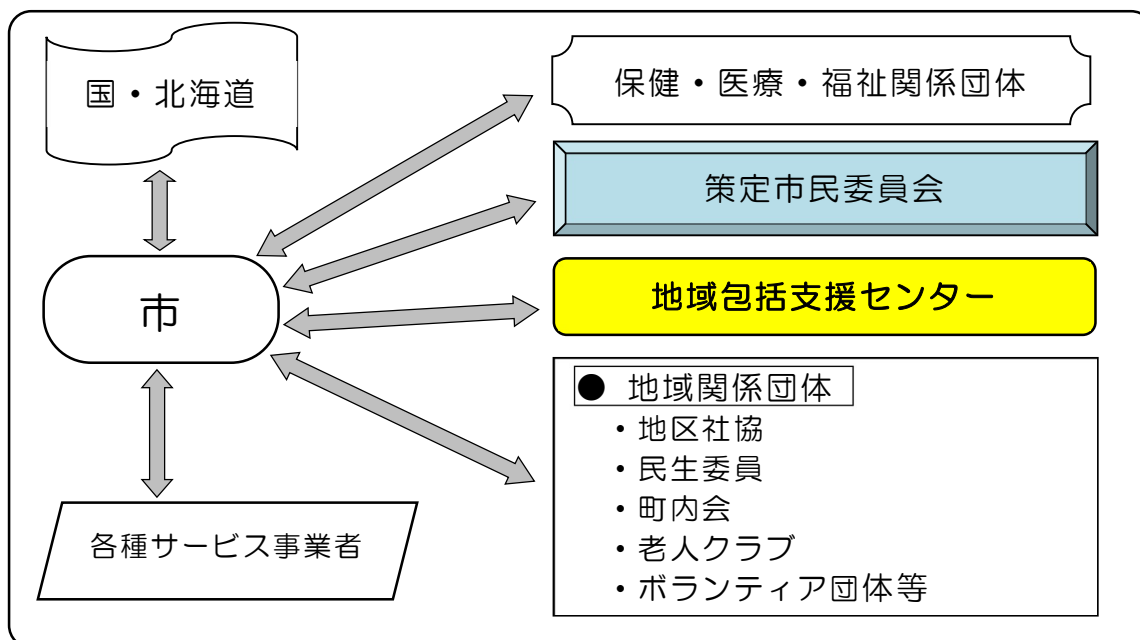 国・北海道
保健・医療・福祉関係団体
策定市民委員会
市
地域包括支援センター
● 地域関係団体
・地区社協
・民生委員
・町内会
・老人クラブ
・ボランティア団体等
各種サービス事業者